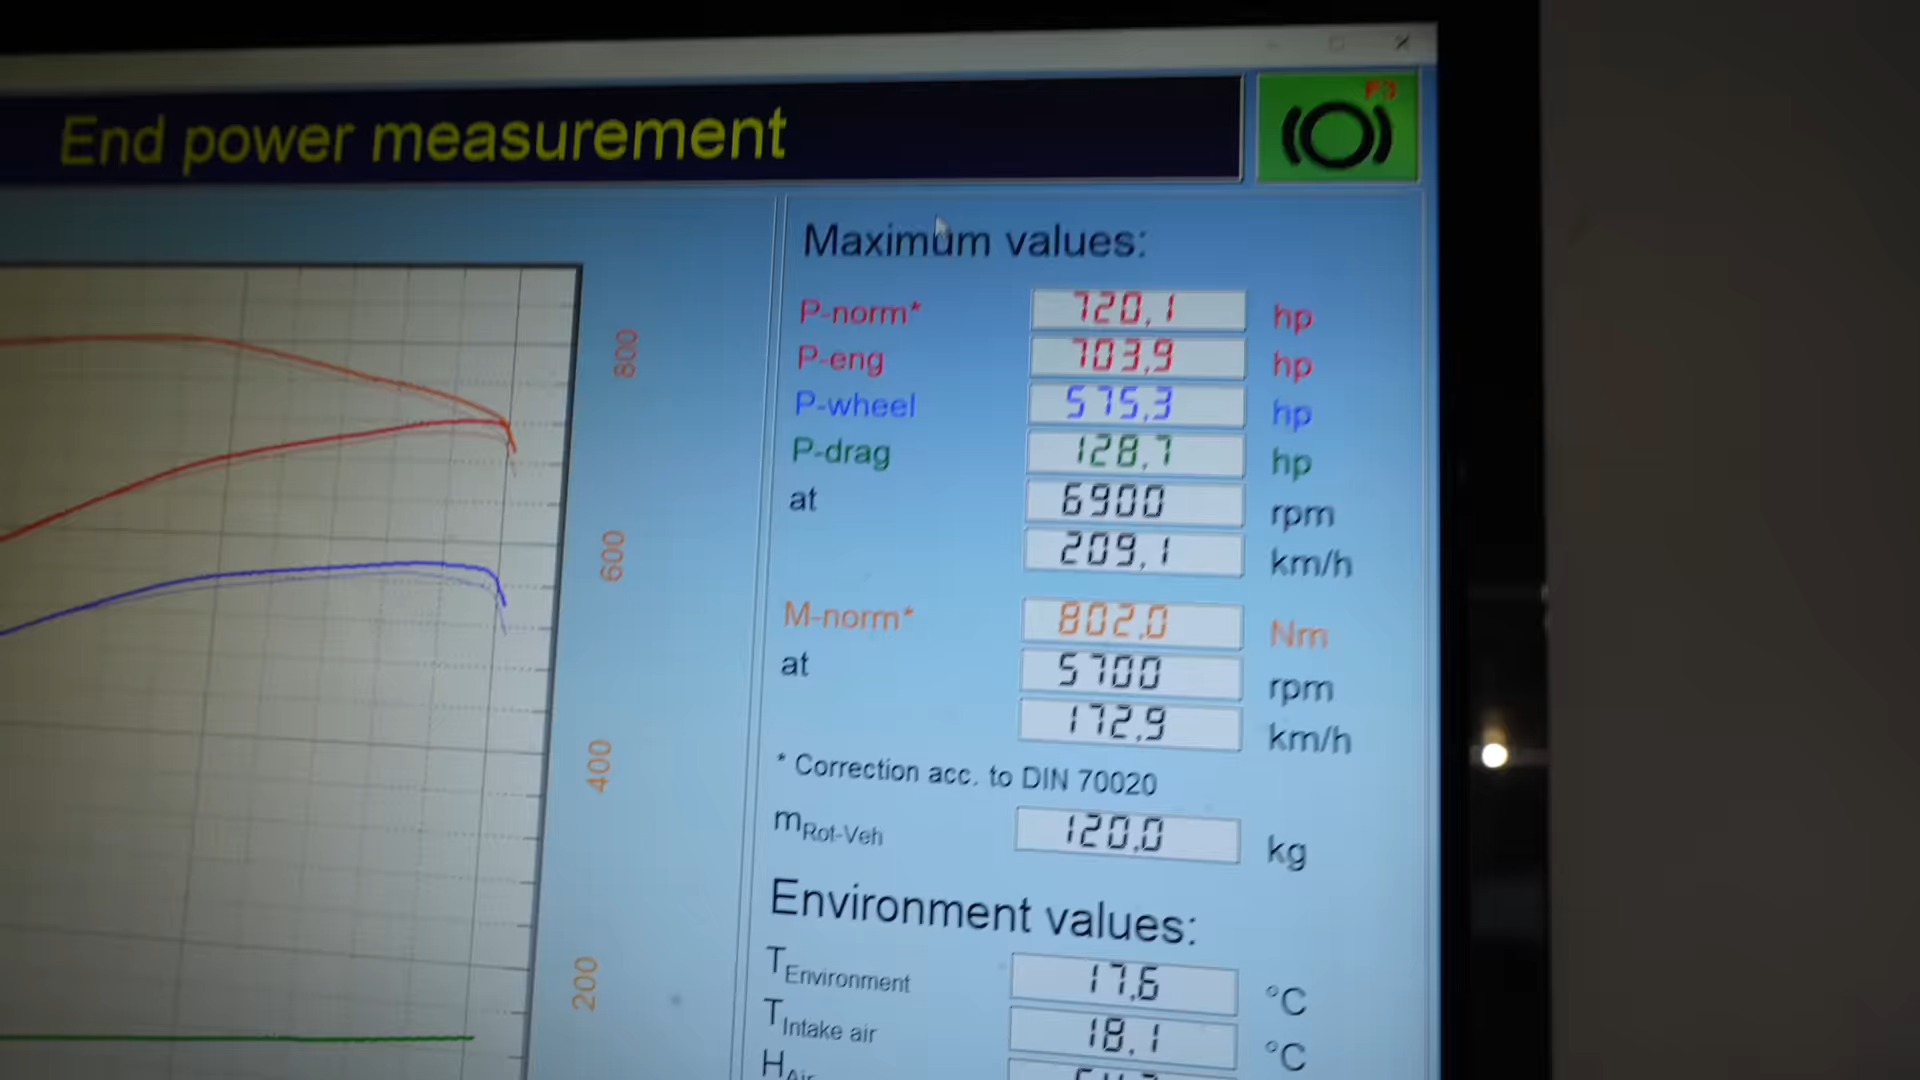 End power measurement
F3
Maximum values:
P-norm* 720,1 hp
P-eng 703,9 hp
P-wheel 575,3 hp
P-drag 128,7 hp
at 6900 rpm
209,1 km/h
M-norm* 802,0 Nm
at 5700 rpm
172,9 km/h
* Correction acc. to DIN 70020
mRot-Veh 120,0 kg
Environment values:
TEnvironment 17,6 °C
TIntake air 18,1 °C
HAir
800
600
400
200